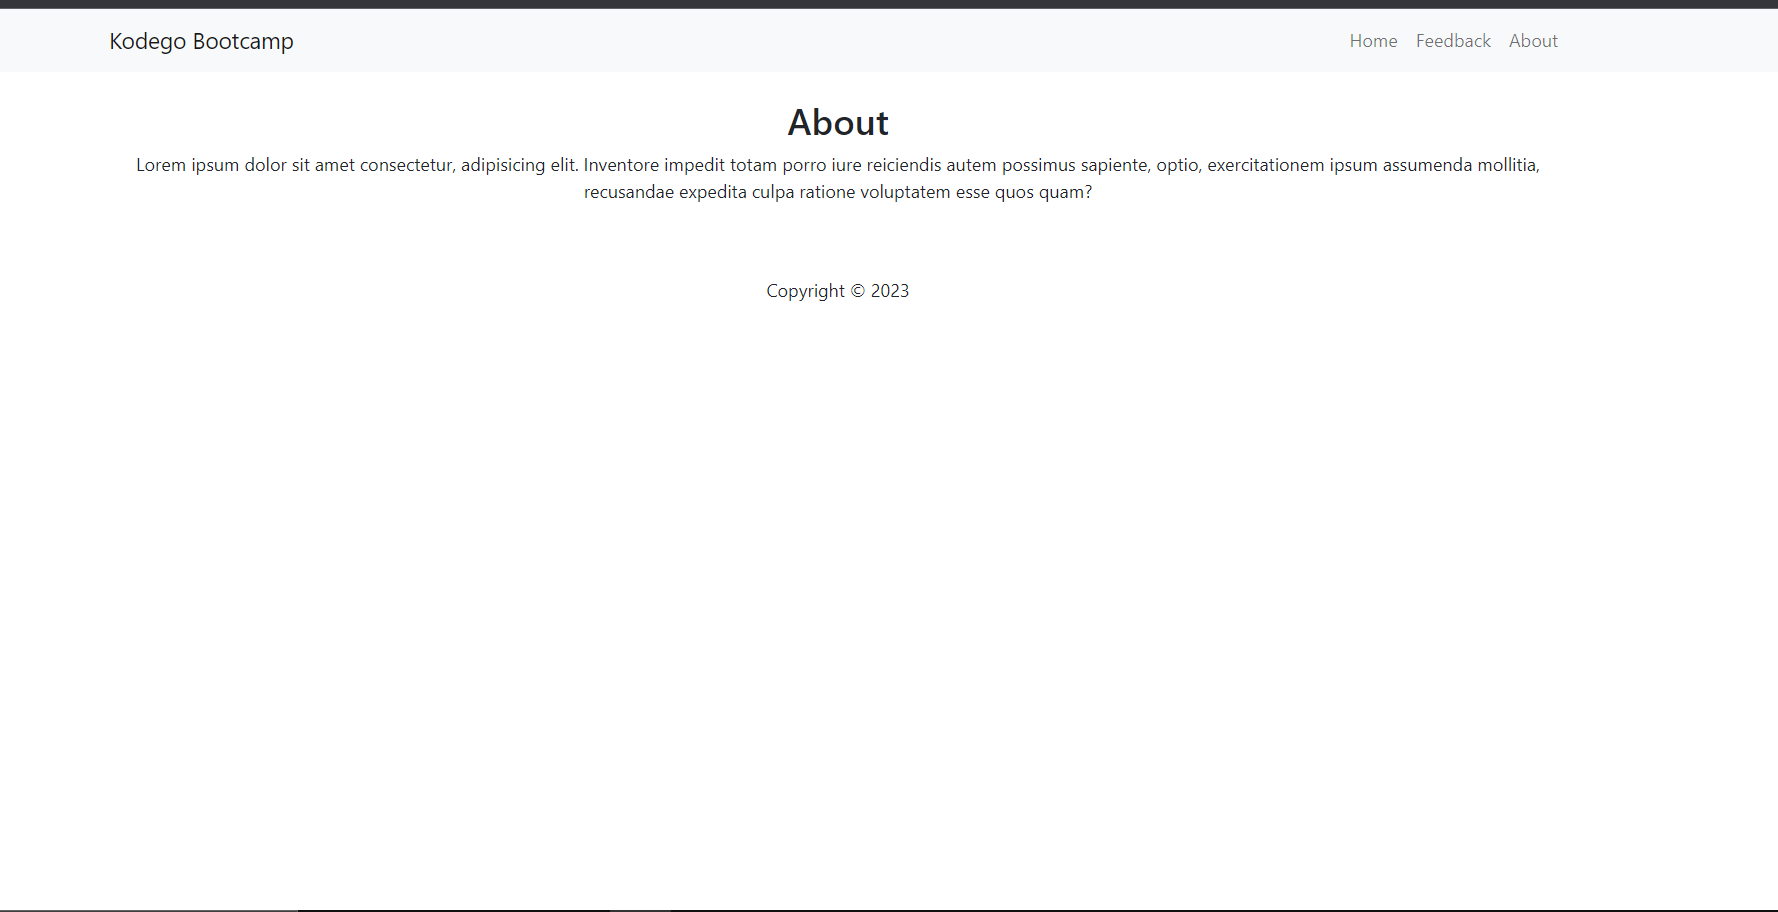 Kodego Bootcamp
Home Feedback About
About
Lorem ipsum dolor sit amet consectetur, adipisicing elit. Inventore impedit totam porro iure reiciendis autem possimus sapiente, optio, exercitationem ipsum assumenda mollitia,
recusandae expedita culpa ratione voluptatem esse quos quam?
Copyright © 2023